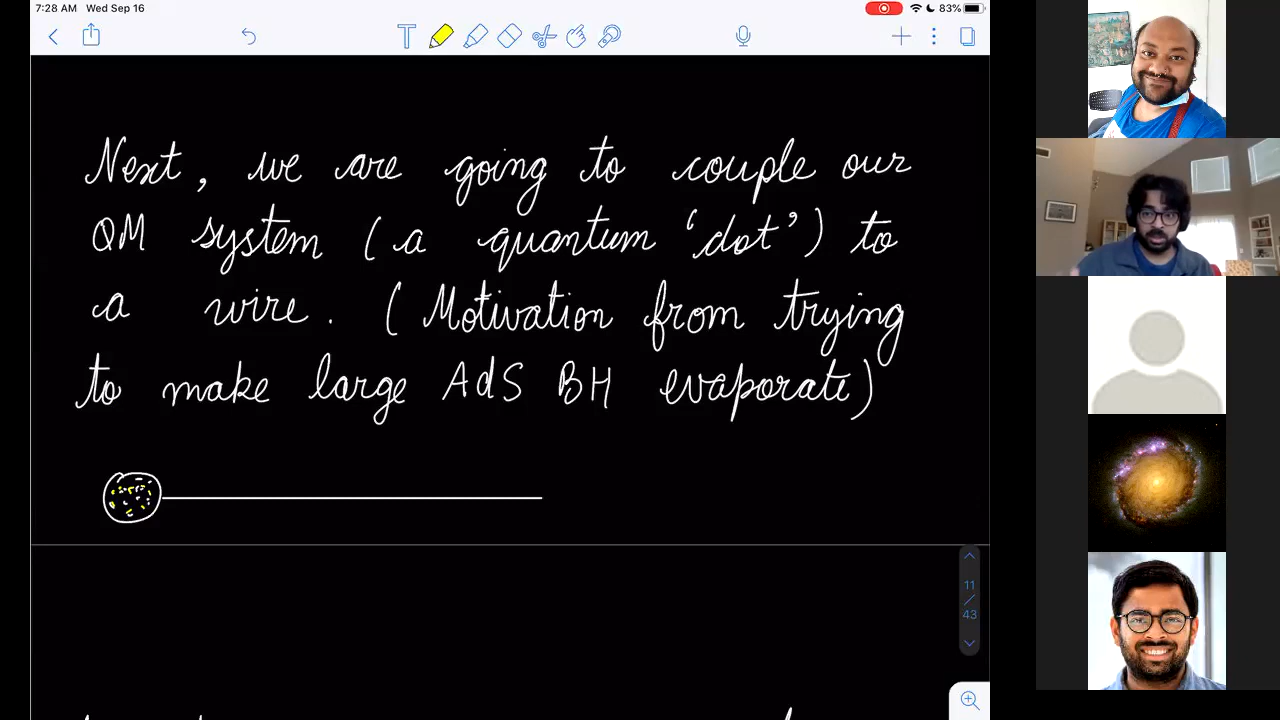 7:28 AM Wed Sep 16
83%
Next, we are going to couple our
QM system (a quantum 'dot') to
a wire. (Motivation from trying
to make large AdS BH evaporate)
11
/
43